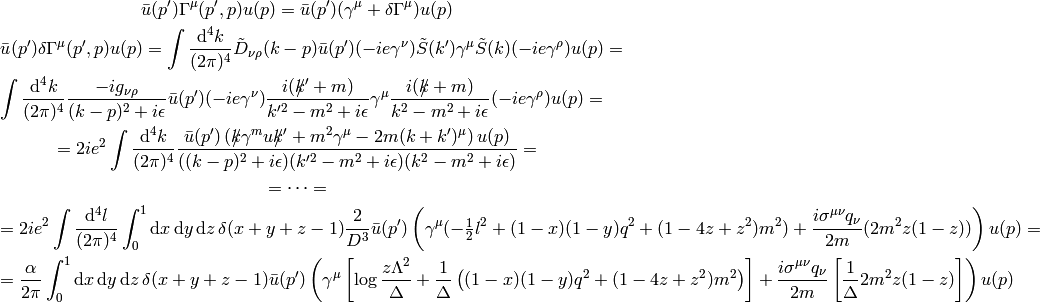 ū(p′)Γ^μ(p′, p)u(p) = ū(p′)(γ^μ + δΓ^μ)u(p)
ū(p′)δΓ^μ(p′, p)u(p) = ∫ d⁴k/(2π)⁴ D̃_{νρ}(k − p)ū(p′)(−ieγ^ν)S̃(k′)γ^μ S̃(k)(−ieγ^ρ)u(p) =
∫ d⁴k/(2π)⁴ −ig_{νρ}/((k − p)² + iϵ) ū(p′)(−ieγ^ν) i(k̸′ + m)/(k′² − m² + iϵ) γ^μ i(k̸ + m)/(k² − m² + iϵ) (−ieγ^ρ)u(p) =
= 2ie² ∫ d⁴k/(2π)⁴ ū(p′) (k̸γ^m uk̸′ + m²γ^μ − 2m(k + k′)^μ) u(p)/(((k − p)² + iϵ)(k′² − m² + iϵ)(k² − m² + iϵ)) =
= ⋯ =
= 2ie² ∫ d⁴l/(2π)⁴ ∫₀¹ dx dy dz δ(x + y + z − 1) 2/D³ ū(p′) (γ^μ(−½l² + (1 − x)(1 − y)q² + (1 − 4z + z²)m²) + iσ^{μν}q_ν/2m (2m²z(1 − z))) u(p) =
= α/2π ∫₀¹ dx dy dz δ(x + y + z − 1)ū(p′) (γ^μ [log zΛ²/Δ + 1/Δ ((1 − x)(1 − y)q² + (1 − 4z + z²)m²)] + iσ^{μν}q_ν/2m [1/Δ 2m²z(1 − z)]) u(p)